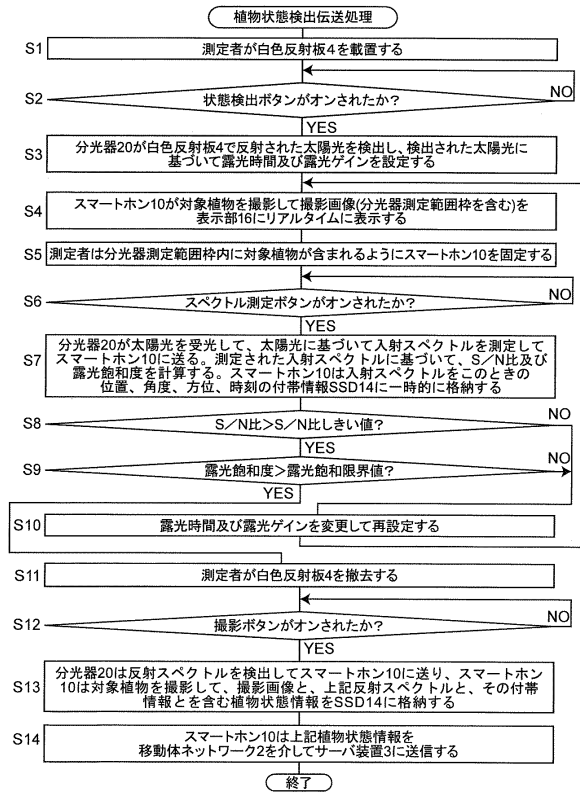 植物状態検出伝送処理
S1
測定者が白色反射板4を載置する
S2
状態検出ボタンがオンされたか?
NO
YES
S3
分光器20が白色反射板4で反射された太陽光を検出し、検出された太陽光に
基づいて露光時間及び露光ゲインを設定する
S4
スマートホン10が対象植物を撮影して撮影画像(分光器測定範囲枠を含む)を
表示部16にリアルタイムに表示する
S5
測定者は分光器測定範囲枠内に対象植物が含まれるようにスマートホン10を固定する
S6
スペクトル測定ボタンがオンされたか?
NO
YES
S7
分光器20が太陽光を受光して、太陽光に基づいて入射スペクトルを測定して
スマートホン10に送る。測定された入射スペクトルに基づいて、S/N比及び
露光飽和度を計算する。スマートホン10は入射スペクトルをこのときの
位置、角度、方位、時刻の付帯情報SSD14に一時的に格納する
S8
S/N比>S/N比しきい値?
NO
YES
S9
露光飽和度>露光飽和限界値?
NO
YES
S10
露光時間及び露光ゲインを変更して再設定する
S11
測定者が白色反射板4を撤去する
S12
撮影ボタンがオンされたか?
NO
YES
S13
分光器20は反射スペクトルを検出してスマートホン10に送り、スマートホン
10は対象植物を撮影して、撮影画像と、上記反射スペクトルと、その付帯
情報とを含む植物状態情報をSSD14に格納する
S14
スマートホン10は上記植物状態情報を
移動体ネットワーク2を介してサーバ装置3に送信する
終了